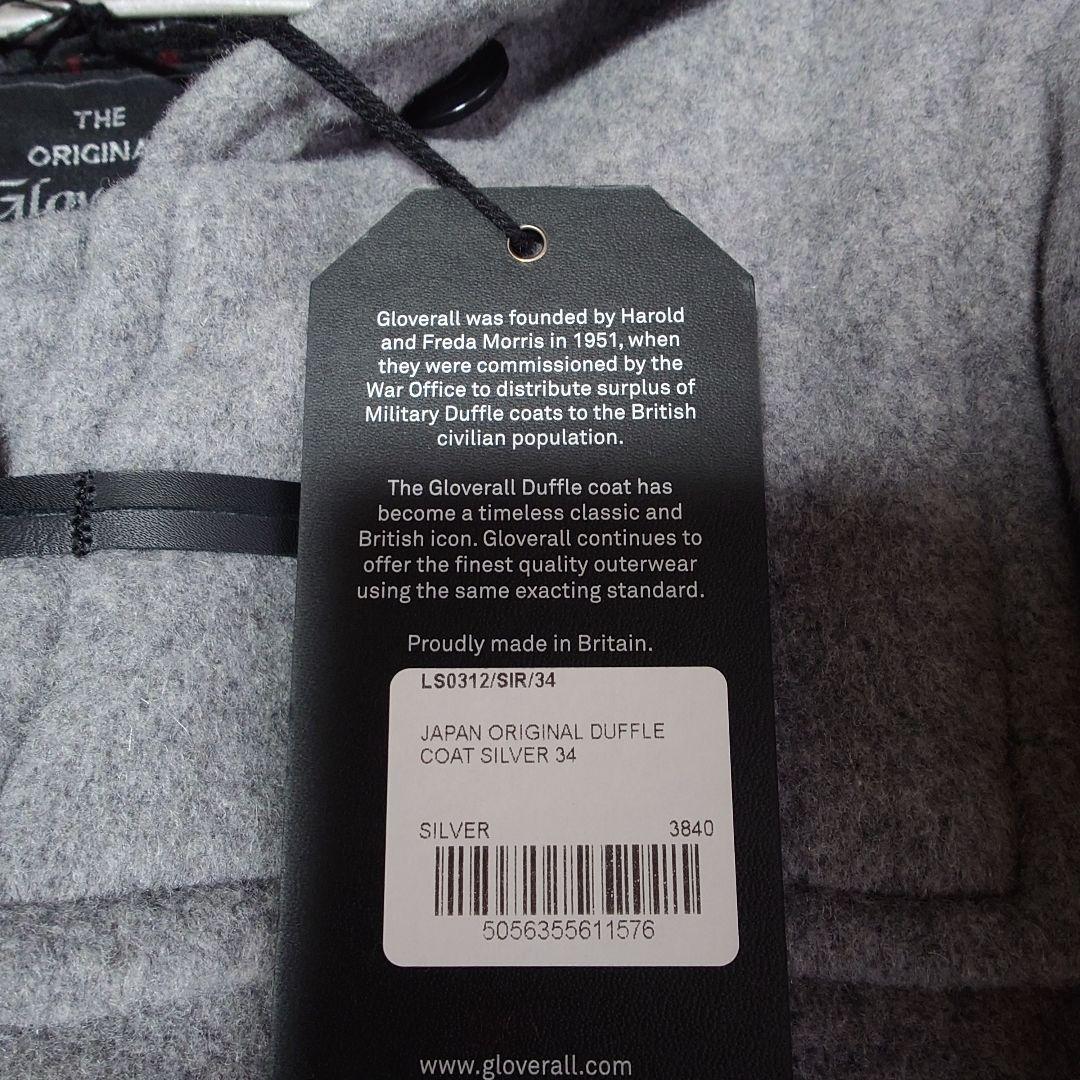 THE
ORIGINA
Glov
Gloverall was founded by Harold
and Freda Morris in 1951, when
they were commissioned by the
War Office to distribute surplus of
Military Duffle coats to the British
civilian population.
The Gloverall Duffle coat has
become a timeless classic and
British icon. Gloverall continues to
offer the finest quality outerwear
using the same exacting standard.
Proudly made in Britain.
LS0312/SIR/34
JAPAN ORIGINAL DUFFLE
COAT SILVER 34
SILVER 3840
5056355611576
www.gloverall.com